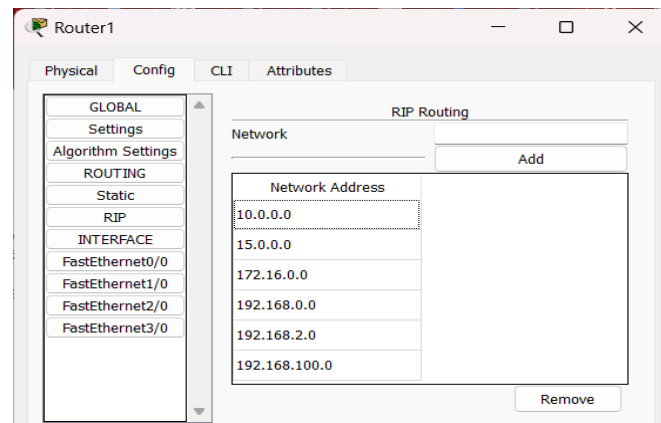 Router1
Physical Config CLI Attributes
GLOBAL
Settings
Algorithm Settings
ROUTING
Static
RIP
INTERFACE
FastEthernet0/0
FastEthernet1/0
FastEthernet2/0
FastEthernet3/0
RIP Routing
Network
Add
Network Address
10.0.0.0
15.0.0.0
172.16.0.0
192.168.0.0
192.168.2.0
192.168.100.0
Remove